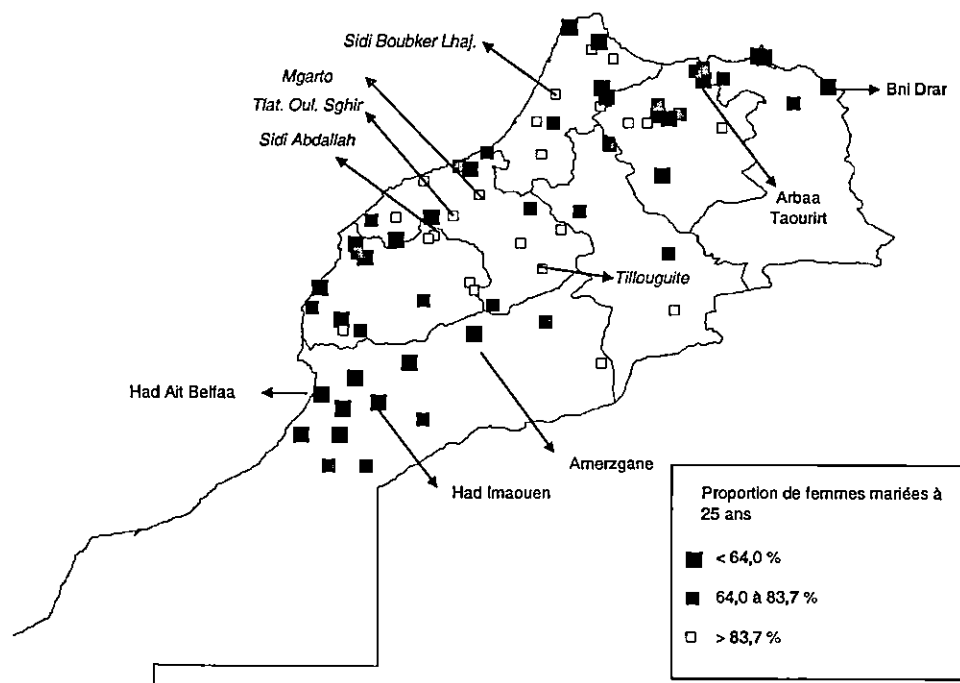 Sidi Boubker Lhaj.
Mgarto
Tlat. Oul. Sghir
Sidi Abdallah
Bni Drar
Arbaa
Taourirt
Tillouguite
Had Ait Belfaa
Amerzgane
Had Imaouen
Proportion de femmes mariées à
25 ans
< 64,0 %
64,0 à 83,7 %
> 83,7 %